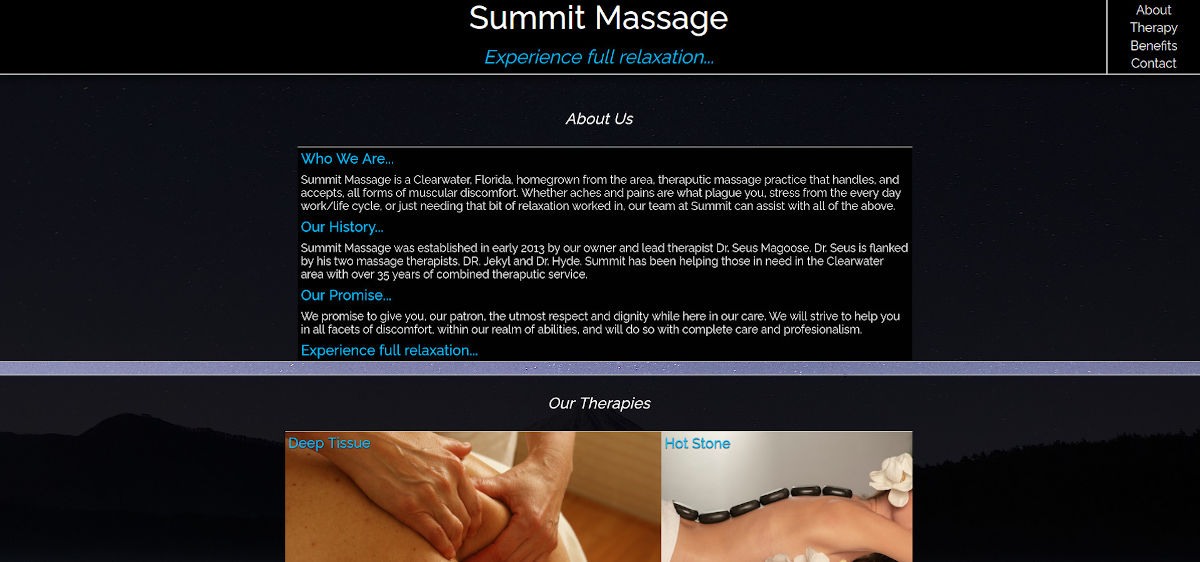 Summit Massage
Experience full relaxation...
About
Therapy
Benefits
Contact
About Us
Who We Are...
Summit Massage is a Clearwater, Florida, homegrown from the area, theraputic massage practice that handles, and
accepts, all forms of muscular discomfort. Whether aches and pains are what plague you, stress from the every day
work/life cycle, or just needing that bit of relaxation worked in, our team at Summit can assist with all of the above.
Our History...
Summit Massage was established in early 2013 by our owner and lead therapist Dr. Seus Magoose. Dr. Seus is flanked
by his two massage therapists, DR. Jekyl and Dr. Hyde. Summit has been helping those in need in the Clearwater
area with over 35 years of combined theraputic service.
Our Promise...
We promise to give you, our patron, the utmost respect and dignity while here in our care. We will strive to help you
in all facets of discomfort, within our realm of abilities, and will do so with complete care and profesionalism.
Experience full relaxation...
Our Therapies
Deep Tissue
Hot Stone